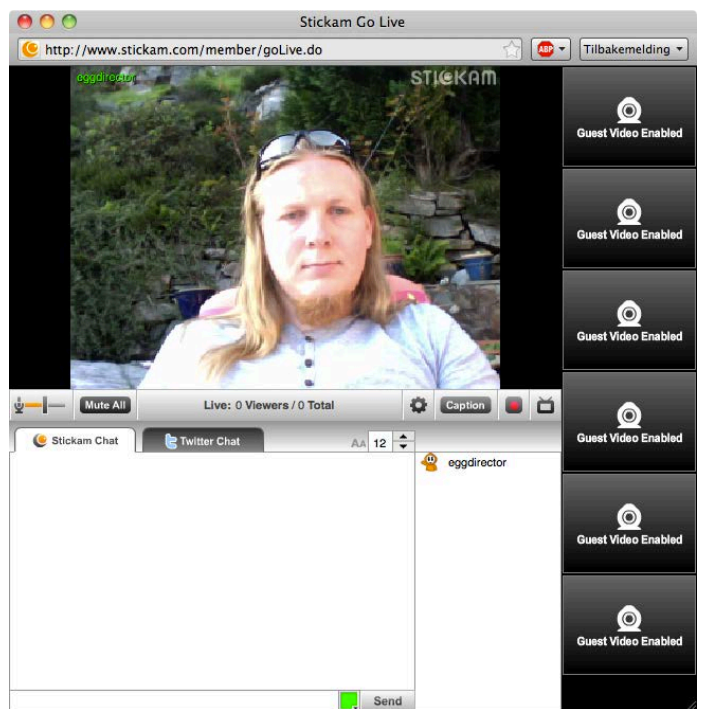 Stickam Go Live
http://www.stickam.com/member/goLive.do
ABP
Tilbakemelding
eggdirector
STICKAM
Guest Video Enabled
Guest Video Enabled
Guest Video Enabled
Guest Video Enabled
Guest Video Enabled
Guest Video Enabled
Mute All
Live: 0 Viewers / 0 Total
Caption
Stickam Chat
Twitter Chat
AA 12
eggdirector
Send